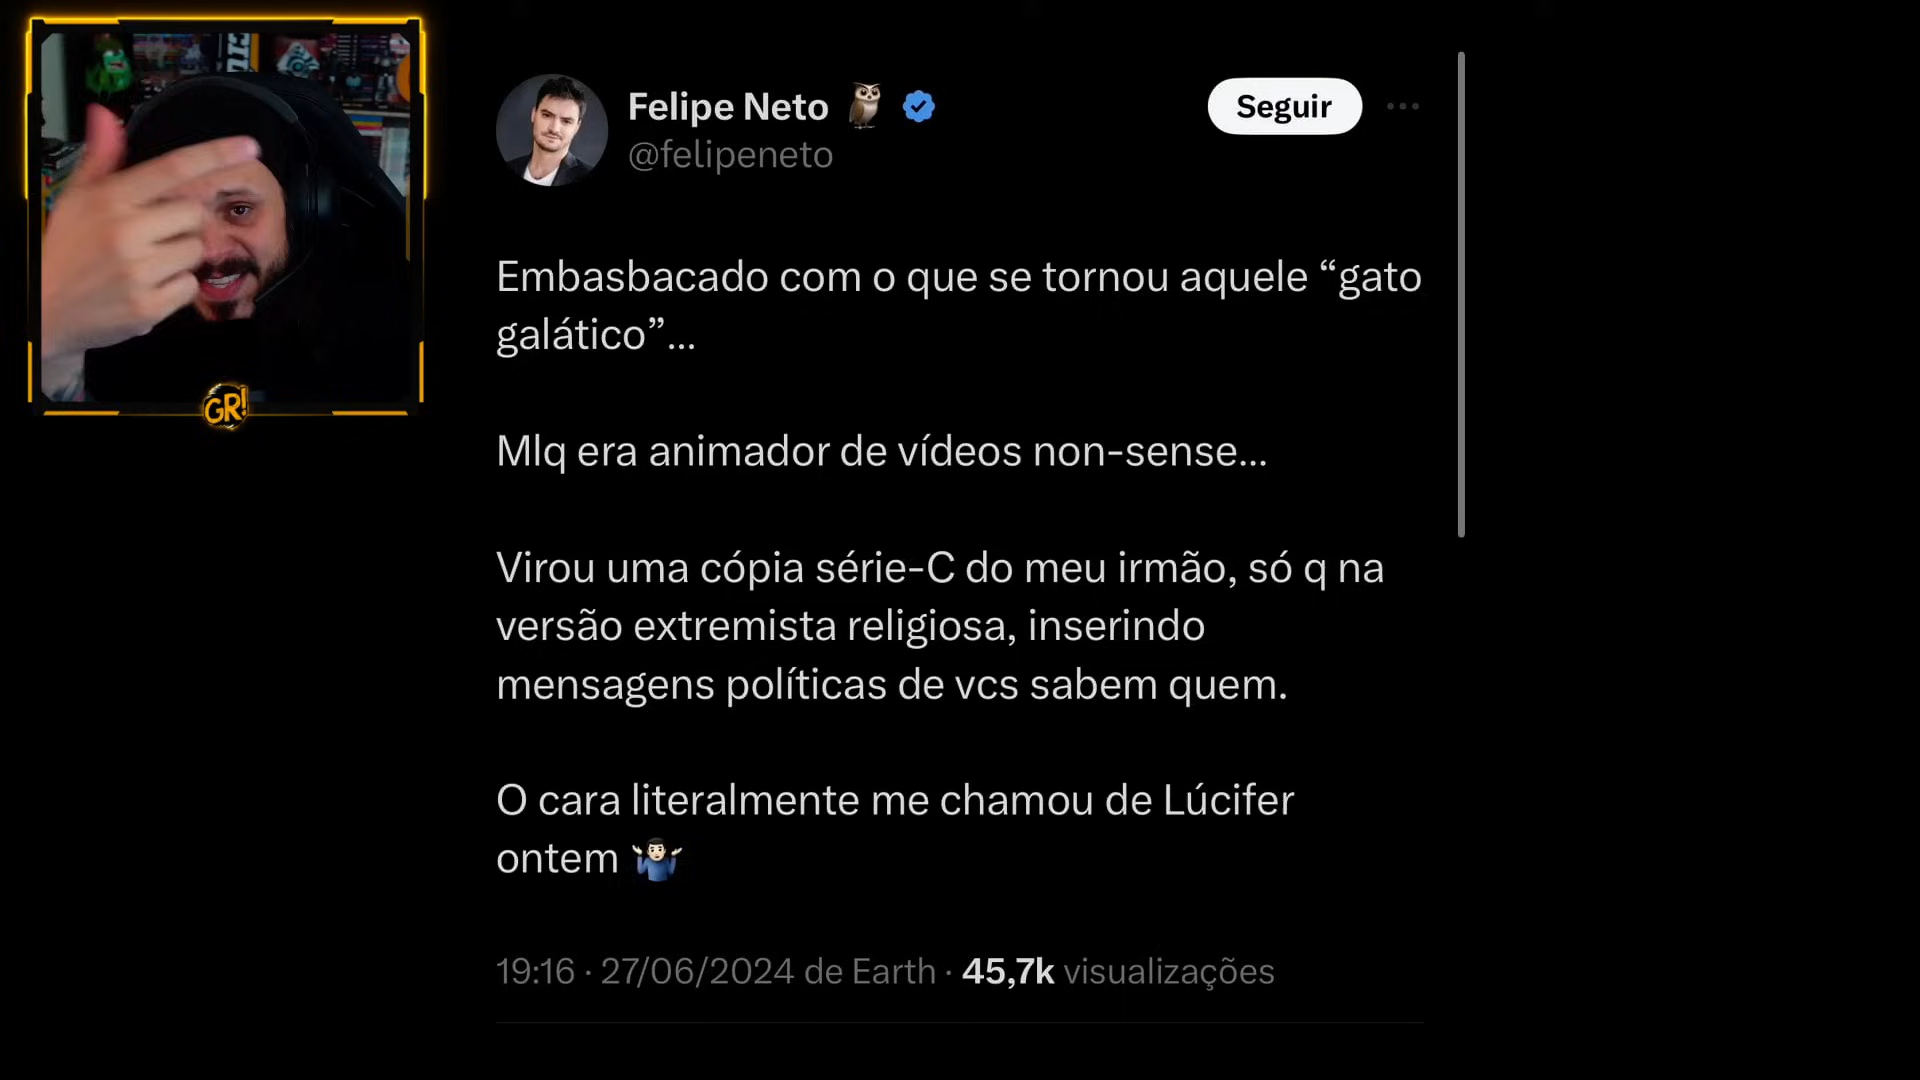 Felipe Neto 🦉
@felipeneto
Seguir
Embasbacado com o que se tornou aquele “gato
galático”...
Mlq era animador de vídeos non-sense...
Virou uma cópia série-C do meu irmão, só q na
versão extremista religiosa, inserindo
mensagens políticas de vcs sabem quem.
O cara literalmente me chamou de Lúcifer
ontem 🤷🏻‍♂️
19:16 · 27/06/2024 de Earth · 45,7k visualizações
GR!